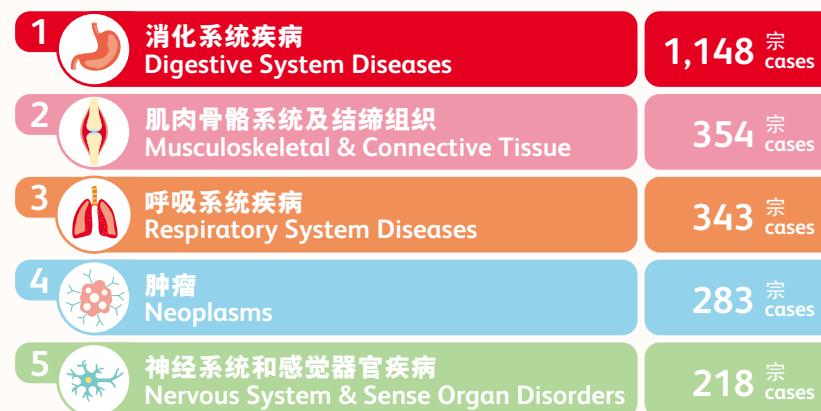 1
消化系统疾病
Digestive System Diseases
1,148 宗
cases
2
肌肉骨骼系统及结缔组织
Musculoskeletal & Connective Tissue
354 宗
cases
3
呼吸系统疾病
Respiratory System Diseases
343 宗
cases
4
肿瘤
Neoplasms
283 宗
cases
5
神经系统和感觉器官疾病
Nervous System & Sense Organ Disorders
218 宗
cases